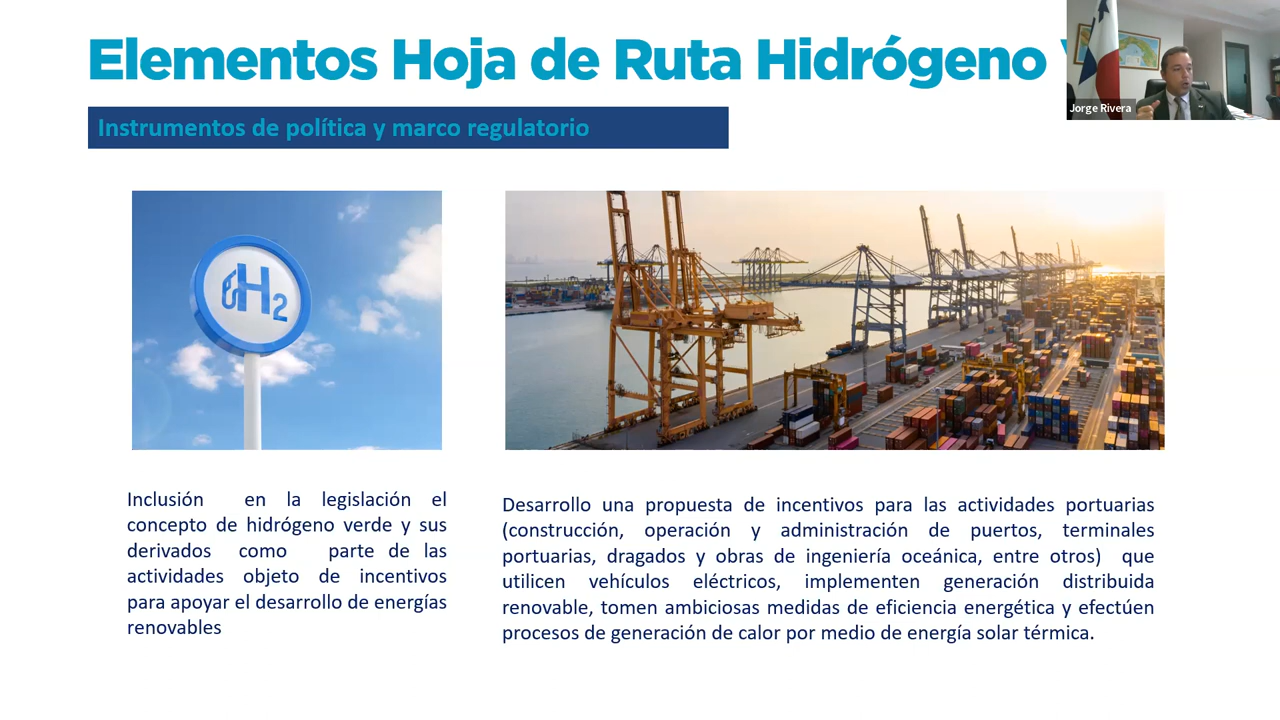 Elementos Hoja de Ruta Hidrógeno
Jorge Rivera
Instrumentos de política y marco regulatorio
H2
Inclusión en la legislación el
concepto de hidrógeno verde y sus
derivados como parte de las
actividades objeto de incentivos
para apoyar el desarrollo de energías
renovables
Desarrollo una propuesta de incentivos para las actividades portuarias
(construcción, operación y administración de puertos, terminales
portuarias, dragados y obras de ingeniería oceánica, entre otros) que
utilicen vehículos eléctricos, implementen generación distribuida
renovable, tomen ambiciosas medidas de eficiencia energética y efectúen
procesos de generación de calor por medio de energía solar térmica.